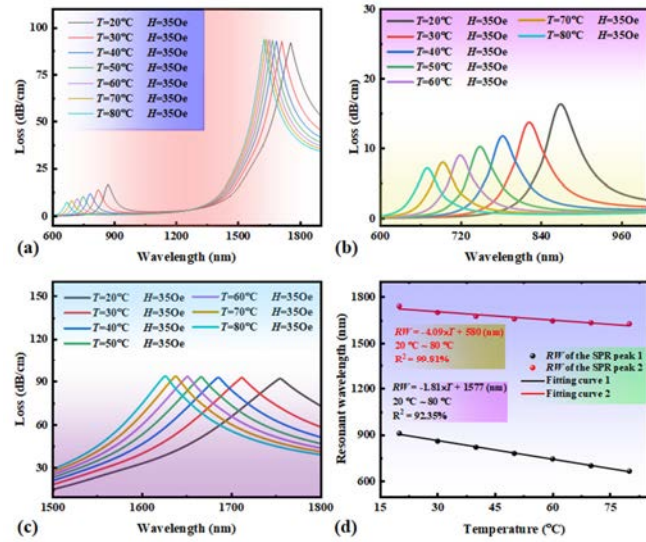 100
75
50
25
0
Loss (dB/cm)
T=20℃ H=35Oe
T=30℃ H=35Oe
T=40℃ H=35Oe
T=50℃ H=35Oe
T=60℃ H=35Oe
T=70℃ H=35Oe
T=80℃ H=35Oe
600 900 1200 1500 1800
Wavelength (nm)
(a)
30
20
10
0
Loss (dB/cm)
T=20℃ H=35Oe
T=30℃ H=35Oe
T=40℃ H=35Oe
T=50℃ H=35Oe
T=60℃ H=35Oe
T=70℃ H=35Oe
T=80℃ H=35Oe
600 720 840 960
Wavelength (nm)
(b)
150
120
90
60
30
Loss (dB/cm)
T=20℃ H=35Oe
T=30℃ H=35Oe
T=40℃ H=35Oe
T=50℃ H=35Oe
T=60℃ H=35Oe
T=70℃ H=35Oe
T=80℃ H=35Oe
1500 1600 1700 1800
Wavelength (nm)
(c)
1800
1500
1200
900
600
Resonant wavelength (nm)
RW = -4.09×T + 580 (nm)
20 ℃ ~ 80 ℃
R² = 99.81%
RW = -1.81×T + 1577 (nm)
20 ℃ ~ 80 ℃
R² = 92.35%
RW of the SPR peak 1
RW of the SPR peak 2
Fitting curve 1
Fitting curve 2
15 30 45 60 75
Temperature (℃)
(d)